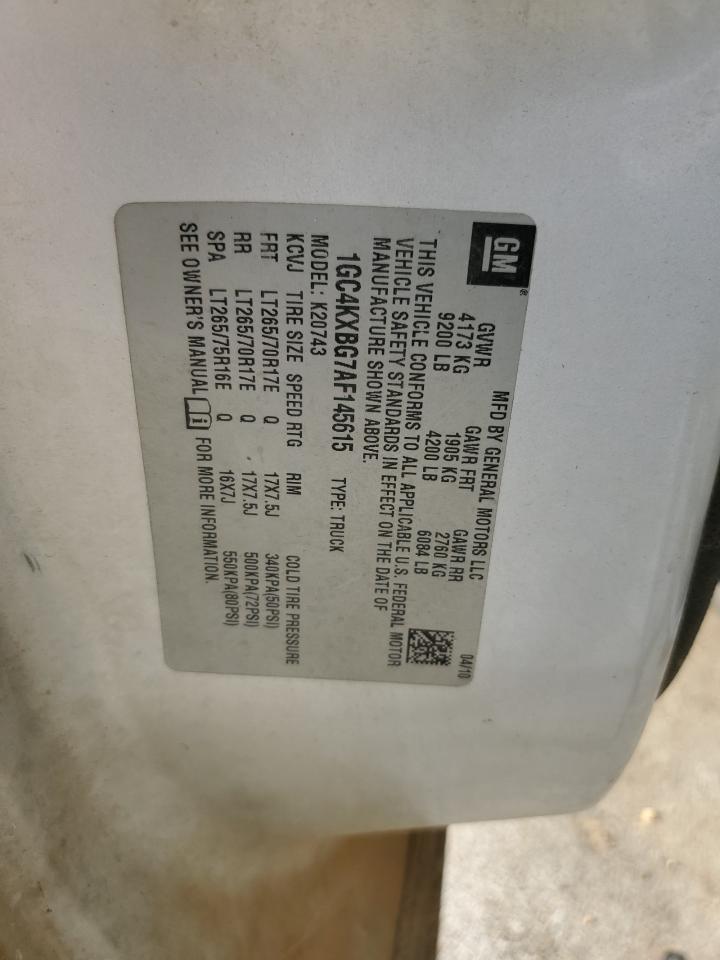 GM®
MFD BY GENERAL MOTORS LLC 04/10
GVWR GAWR FRT GAWR RR
4173 KG 1905 KG 2760 KG
9200 LB 4200 LB 6084 LB
THIS VEHICLE CONFORMS TO ALL APPLICABLE U.S. FEDERAL MOTOR
VEHICLE SAFETY STANDARDS IN EFFECT ON THE DATE OF
MANUFACTURE SHOWN ABOVE.
1GC4KXBG7AF145615 TYPE: TRUCK
MODEL: K20743
KCVJ TIRE SIZE SPEED RTG RIM COLD TIRE PRESSURE
FRT LT265/70R17E Q 17X7.5J 340KPA(50PSI)
RR LT265/70R17E Q 17X7.5J 500KPA(72PSI)
SPA LT265/75R16E Q 16X7J 550KPA(80PSI)
SEE OWNER'S MANUAL i FOR MORE INFORMATION.